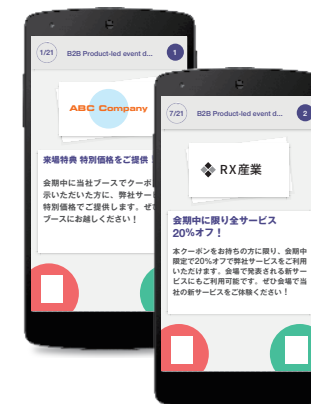 1/21
B2B Product-led event d...
1
ABC Company
来場特典 特別価格をご提供
会期中に当社ブースでクーポ
示いただいた方に、弊社サー
特別価格でご提供します。ぜ
ブースにお越しください！
7/21
B2B Product-led event d...
2
RX産業
会期中に限り全サービス
20%オフ！
本クーポンをお持ちの方に限り、会期中
限定で20%オフで弊社サービスをご利用
いただけます。会場で発表される新サー
ビスにもご利用可能です。ぜひ会場で当
社の新サービスをご体験ください！